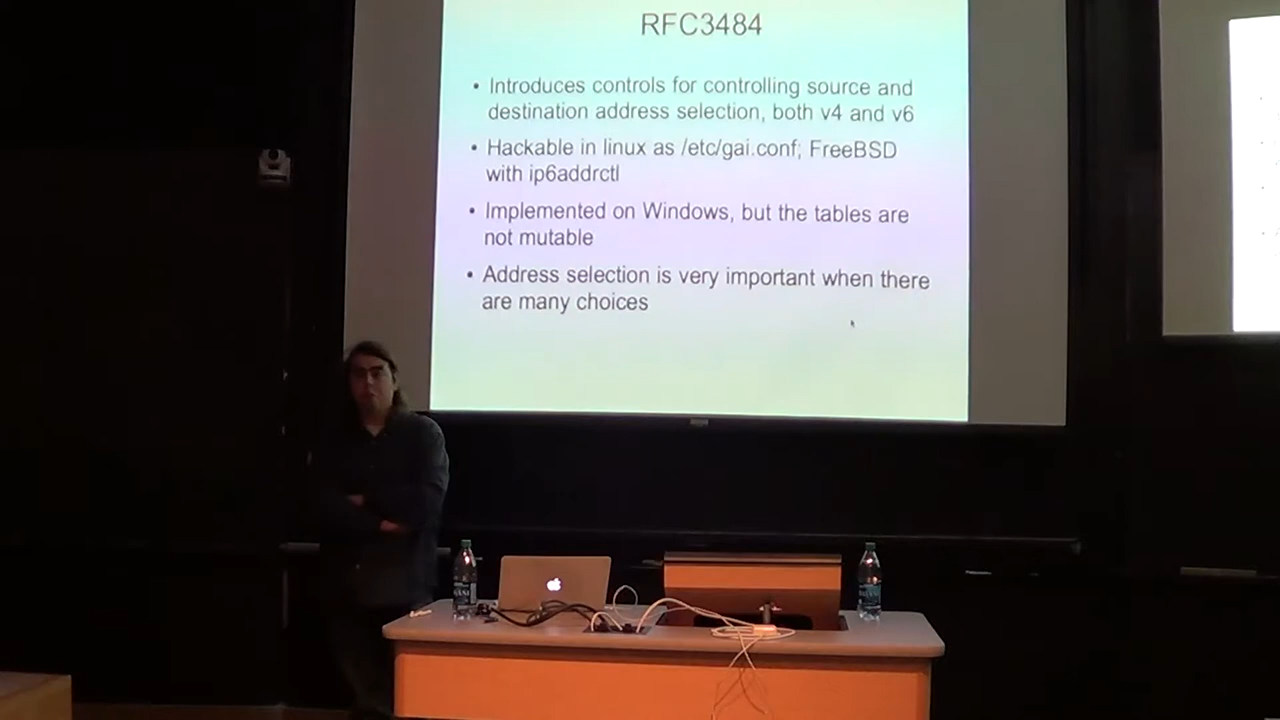 RFC3484
• Introduces controls for controlling source and
destination address selection, both v4 and v6
• Hackable in linux as /etc/gai.conf; FreeBSD
with ip6addrctl
• Implemented on Windows, but the tables are
not mutable
• Address selection is very important when there
are many choices